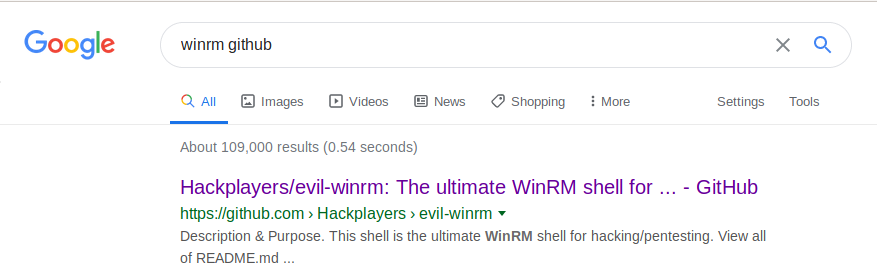 Google winrm github
All Images Videos News Shopping More Settings Tools
About 109,000 results (0.54 seconds)
Hackplayers/evil-winrm: The ultimate WinRM shell for ... - GitHub
https://github.com › Hackplayers › evil-winrm
Description & Purpose. This shell is the ultimate WinRM shell for hacking/pentesting. View all
of README.md ...